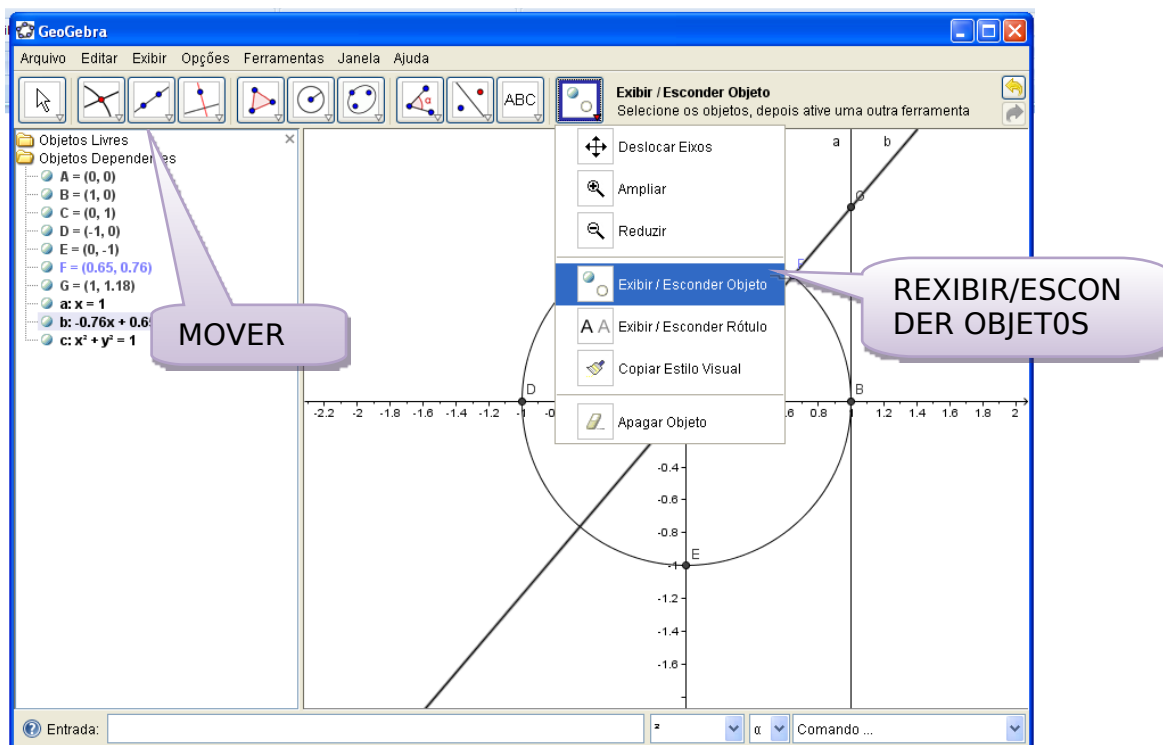 GeoGebra
Arquivo Editar Exibir Opções Ferramentas Janela Ajuda
ABC
Exibir / Esconder Objeto
Selecione os objetos, depois ative uma outra ferramenta
Objetos Livres
Objetos Dependentes
A = (0, 0)
B = (1, 0)
C = (0, 1)
D = (-1, 0)
E = (0, -1)
F = (0.65, 0.76)
G = (1, 1.18)
a: x = 1
b: -0.76x + 0.65
c: x² + y² = 1
MOVER
Deslocar Eixos
Ampliar
Reduzir
Exibir / Esconder Objeto
A A Exibir / Esconder Rótulo
Copiar Estilo Visual
Apagar Objeto
REXIBIR/ESCON
DER OBJET0S
a b
G
F
D
B
-2.2 -2 -1.8 -1.6 -1.4 -1.2 -1 0.8 1 1.2 1.4 1.6 1.8 2
-0.4
-0.6
-0.8
E
-1
-1.2
-1.4
-1.6
Entrada: ² α Comando ...